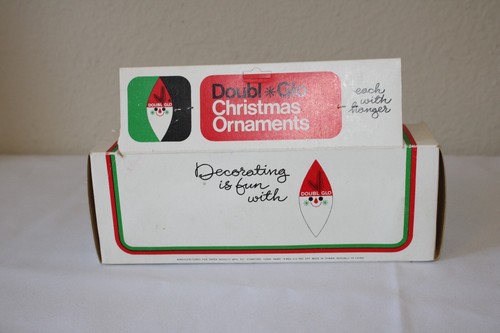 DOUBL GLO
Doubl * Glo
Christmas
Ornaments
each
with
hanger
Decorating
is fun
with
DOUBL GLO